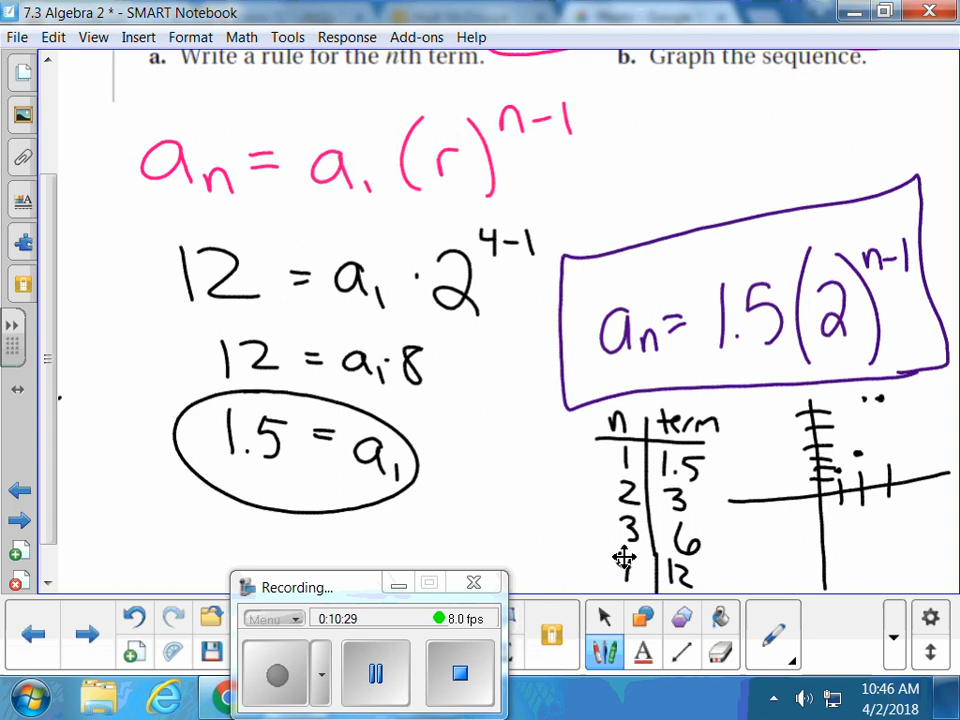 7.3 Algebra 2 * - SMART Notebook
File Edit View Insert Format Math Tools Response Add-ons Help
a. Write a rule for the nth term. b. Graph the sequence.
aₙ = a₁ (r)ⁿ⁻¹
12 = a₁ · 2⁴⁻¹
aₙ = 1.5(2)ⁿ⁻¹
12 = a₁·8
1.5 = a₁
n term
1 1.5
2 3
3 6
12
Recording...
Menu 0:10:29 8.0 fps
10:46 AM
4/2/2018